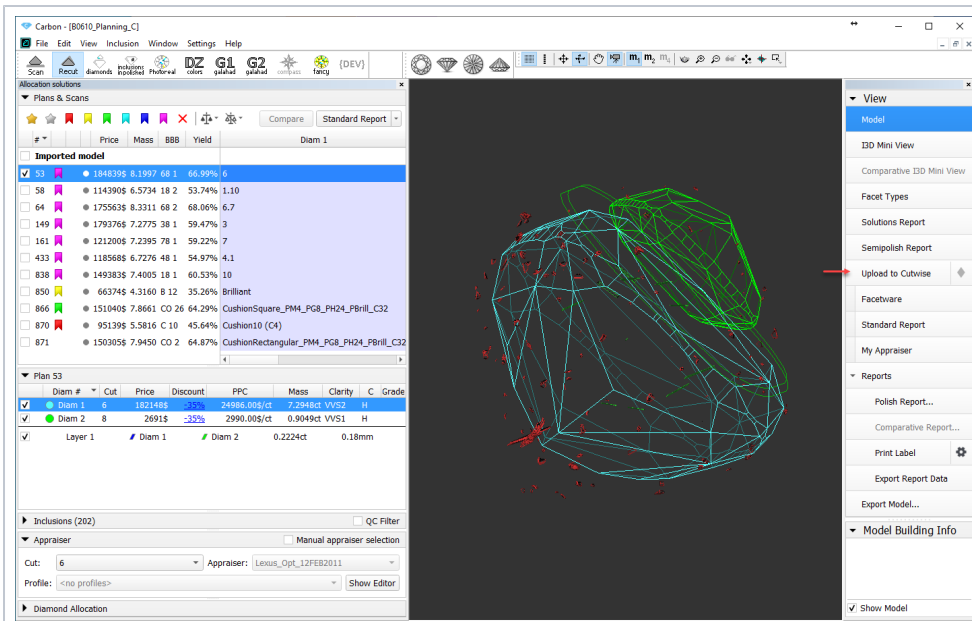 Carbon - [B0610_Planning_C]
File Edit View Inclusion Window Settings Help
Scan Recut diamonds inclusions in polished Photoreal DZ colors G1 galahad G2 galahad compass fancy {DEV}
m1 m2 m4
Allocation solutions
Plans & Scans
Compare Standard Report
# Price Mass BBB Yield Diam 1
Imported model
53 184839$ 8.1997 68 1 66.99% 6
58 114390$ 6.5734 18 2 53.74% 1.10
64 175563$ 8.3311 68 2 68.06% 6.7
149 179376$ 7.2775 38 1 59.47% 3
161 121200$ 7.2395 78 1 59.22% 7
433 118568$ 6.7276 48 1 54.97% 4.1
838 149383$ 7.4005 18 1 60.53% 10
850 66374$ 4.3160 B 12 35.26% Brilliant
866 151040$ 7.8661 CO 26 64.29% CushionSquare_PM4_PG8_PH24_PBrill_C32
870 95139$ 5.5816 C 10 45.64% Cushion10 (C4)
871 150305$ 7.9450 CO 2 64.87% CushionRectangular_PM4_PG8_PH24_PBrill_C32
Plan 53
Diam # Cut Price Discount PPC Mass Clarity C Grade
Diam 1 6 182148$ -35% 24986.00$/ct 7.2948ct VVS2 H
Diam 2 8 2691$ -35% 2990.00$/ct 0.9049ct VVS1 H
Layer 1 Diam 1 Diam 2 0.2224ct 0.18mm
Inclusions (202) QC Filter
Appraiser Manual appraiser selection
Cut: 6 Appraiser: Lexus_Opt_12FEB2011
Profile: <no profiles> Show Editor
Diamond Allocation
View
Model
I3D Mini View
Comparative I3D Mini View
Facet Types
Solutions Report
Semipolish Report
Upload to Cutwise
Facetware
Standard Report
My Appraiser
Reports
Polish Report...
Comparative Report...
Print Label
Export Report Data
Export Model...
Model Building Info
Show Model